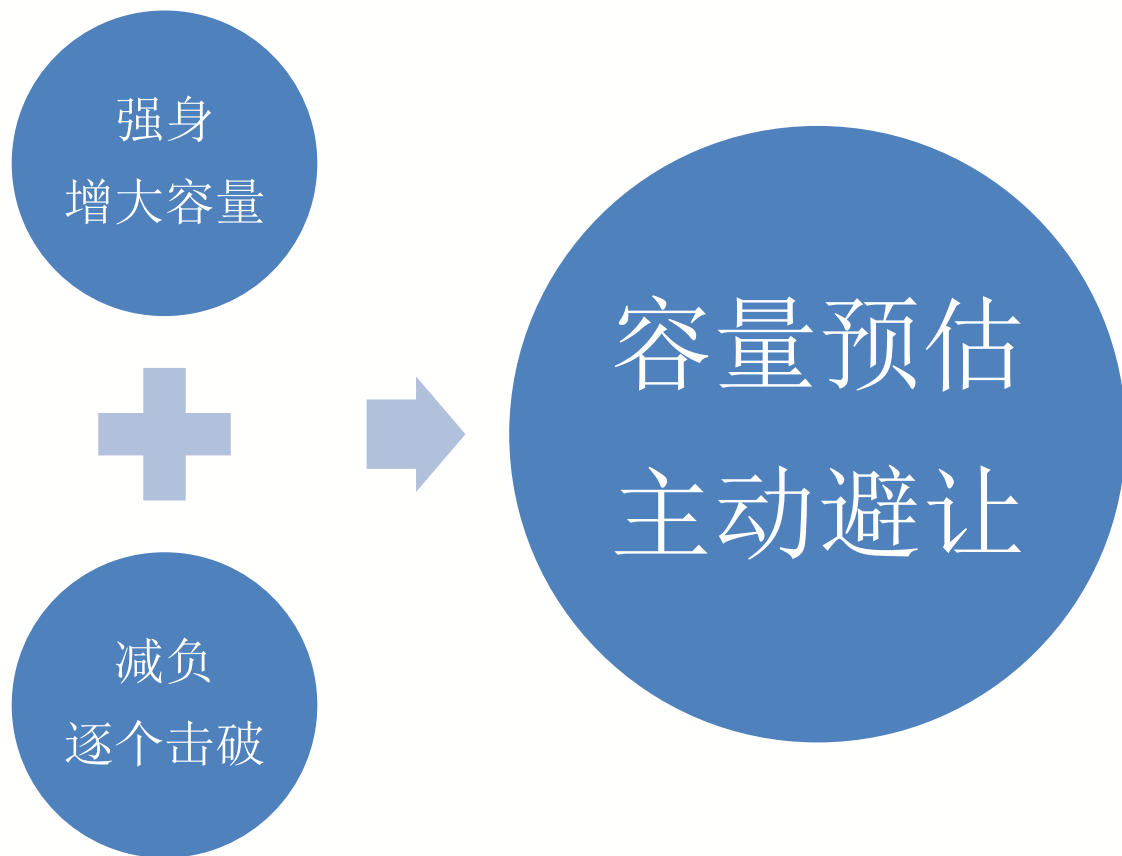 强身
增大容量
减负
逐个击破
容量预估
主动避让